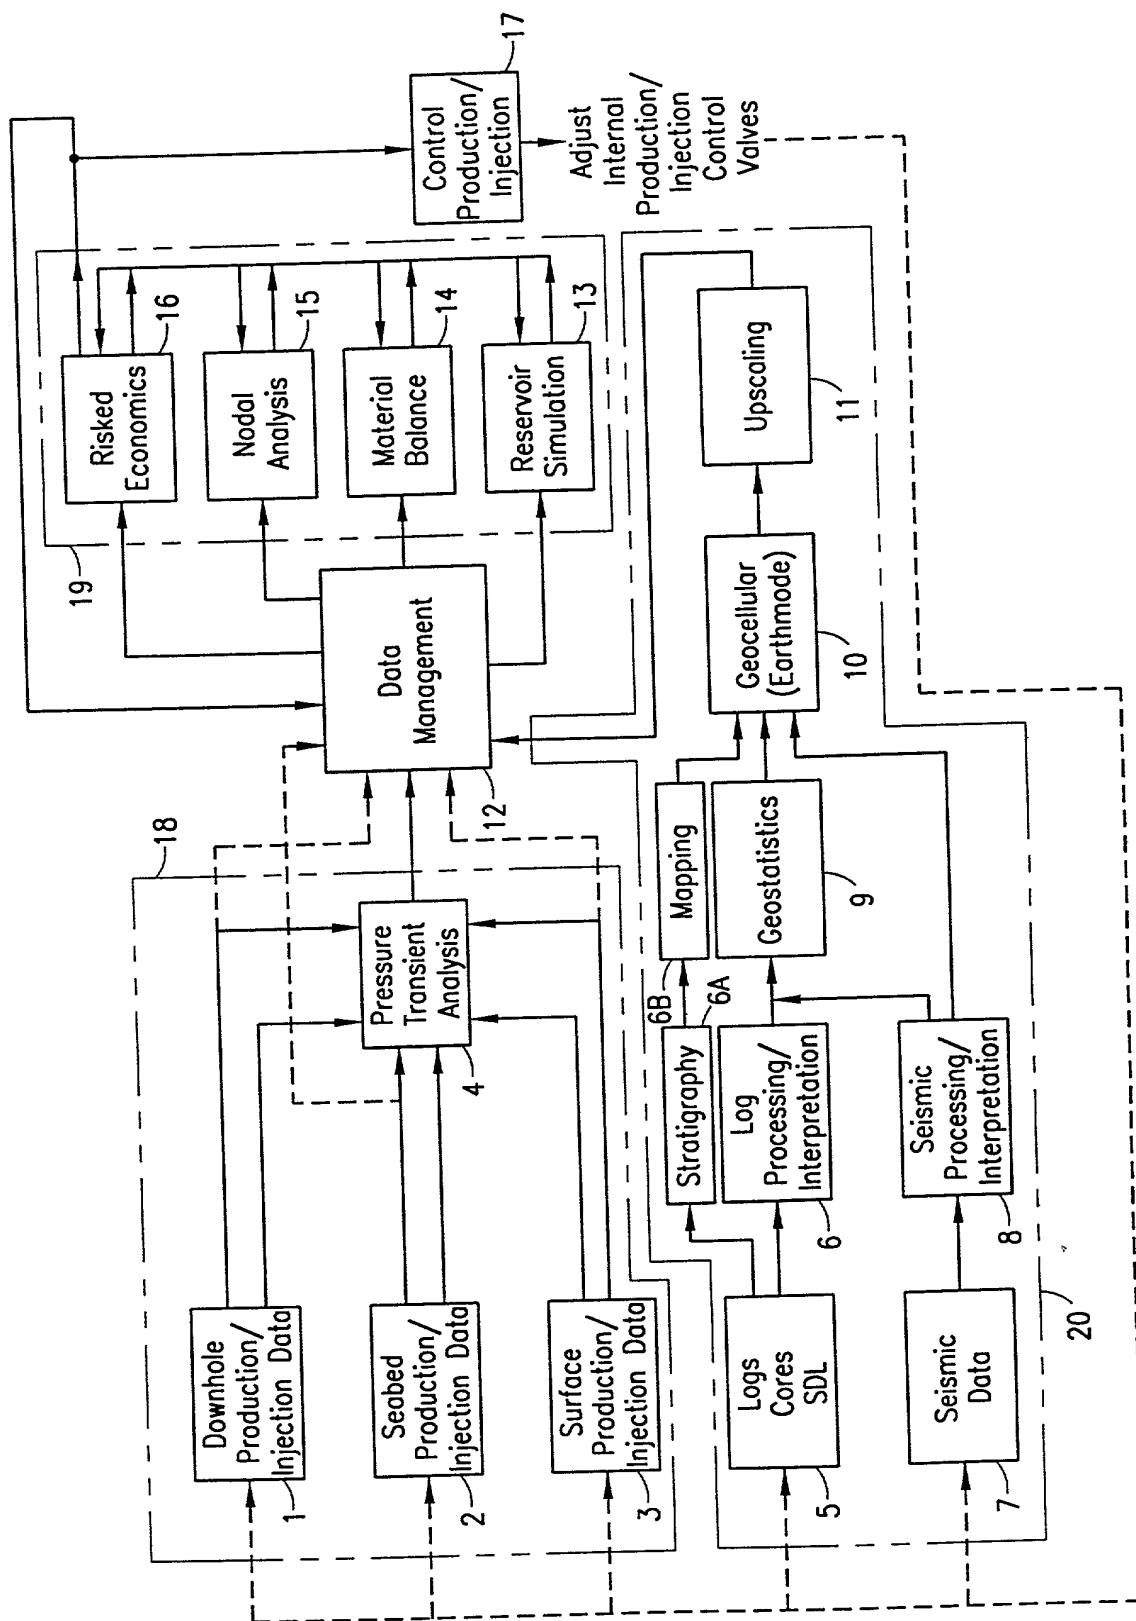 Downhole
Production/
Injection Data
1
Seabed
Production/
Injection Data
2
Surface
Production/
Injection Data
3
Pressure
Transient
Analysis
4
18
Data
Management
12
Risked
Economics
16
Nodal
Analysis
15
Material
Balance
14
Reservoir
Simulation
13
19
Control
Production/
Injection
17
Adjust
Internal
Production/
Injection
Control
Valves
Logs
Cores
SDL
5
Stratigraphy
6A
Mapping
6B
Log
Processing/
Interpretation
6
Geostatistics
9
Seismic
Data
7
Seismic
Processing/
Interpretation
8
Geocellular
(Earthmode)
10
Upscaling
11
20